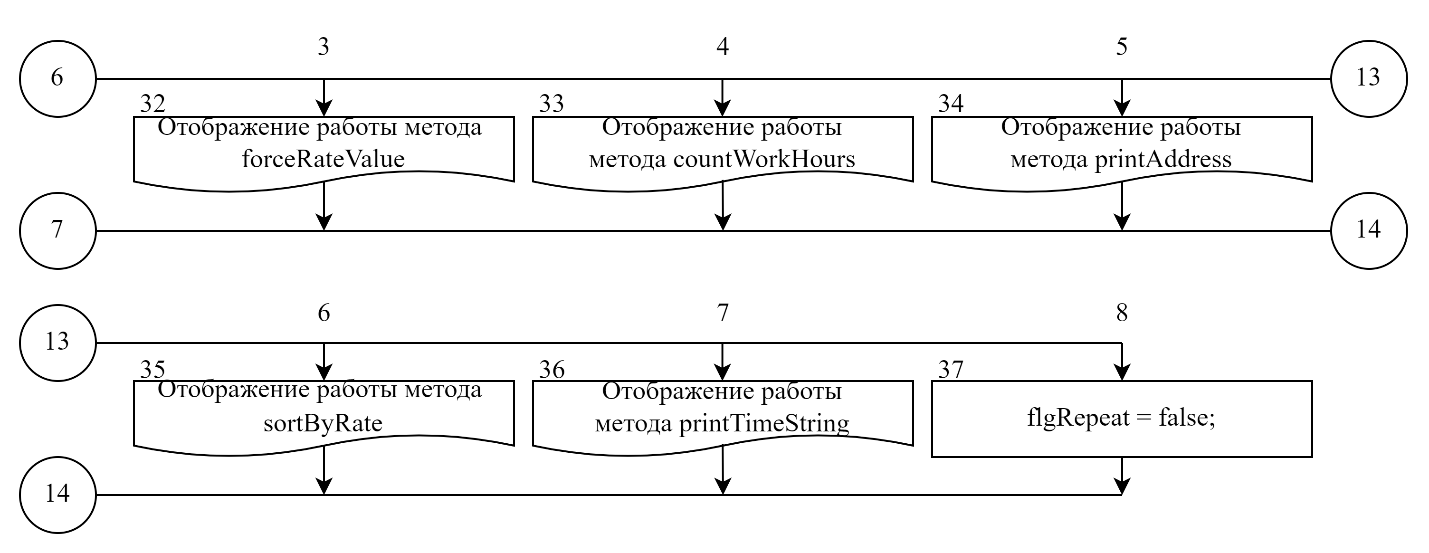 3 4 5
6 13
32 33 34
Отображение работы метода
forceRateValue
Отображение работы
метода countWorkHours
Отображение работы
метода printAddress
7 14
6 7 8
13
35 36 37
Отображение работы метода
sortByRate
Отображение работы
метода printTimeString
flgRepeat = false;
14